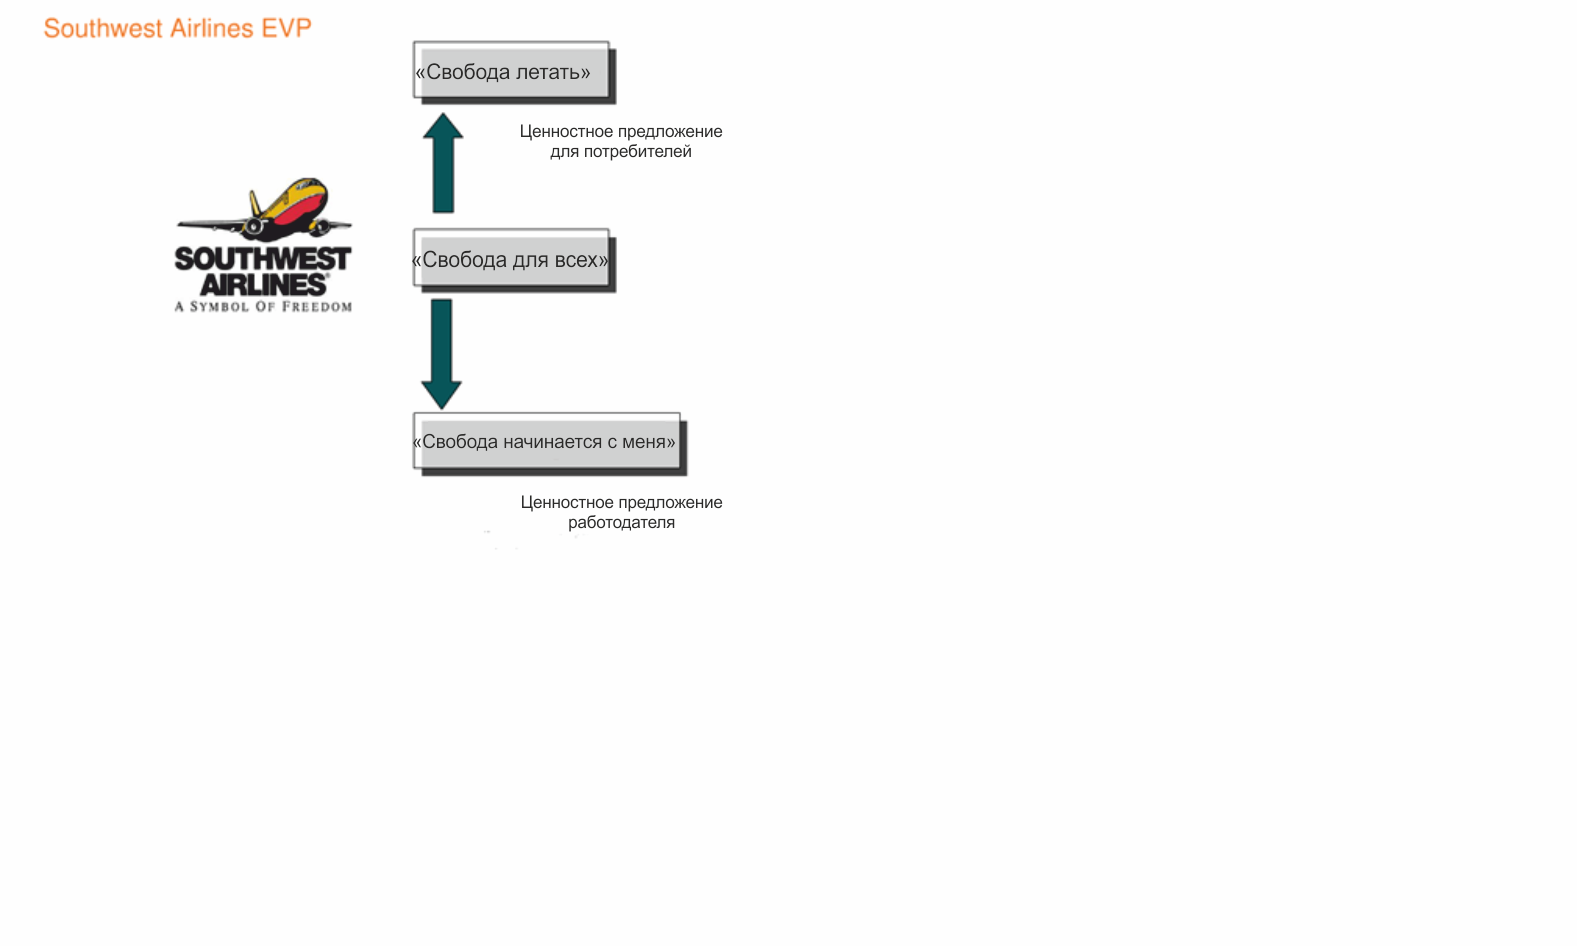 Southwest Airlines EVP
«Свобода летать»
Ценностное предложение
для потребителей
SOUTHWEST
AIRLINES®
A SYMBOL OF FREEDOM
«Свобода для всех»
«Свобода начинается с меня»
Ценностное предложение
работодателя